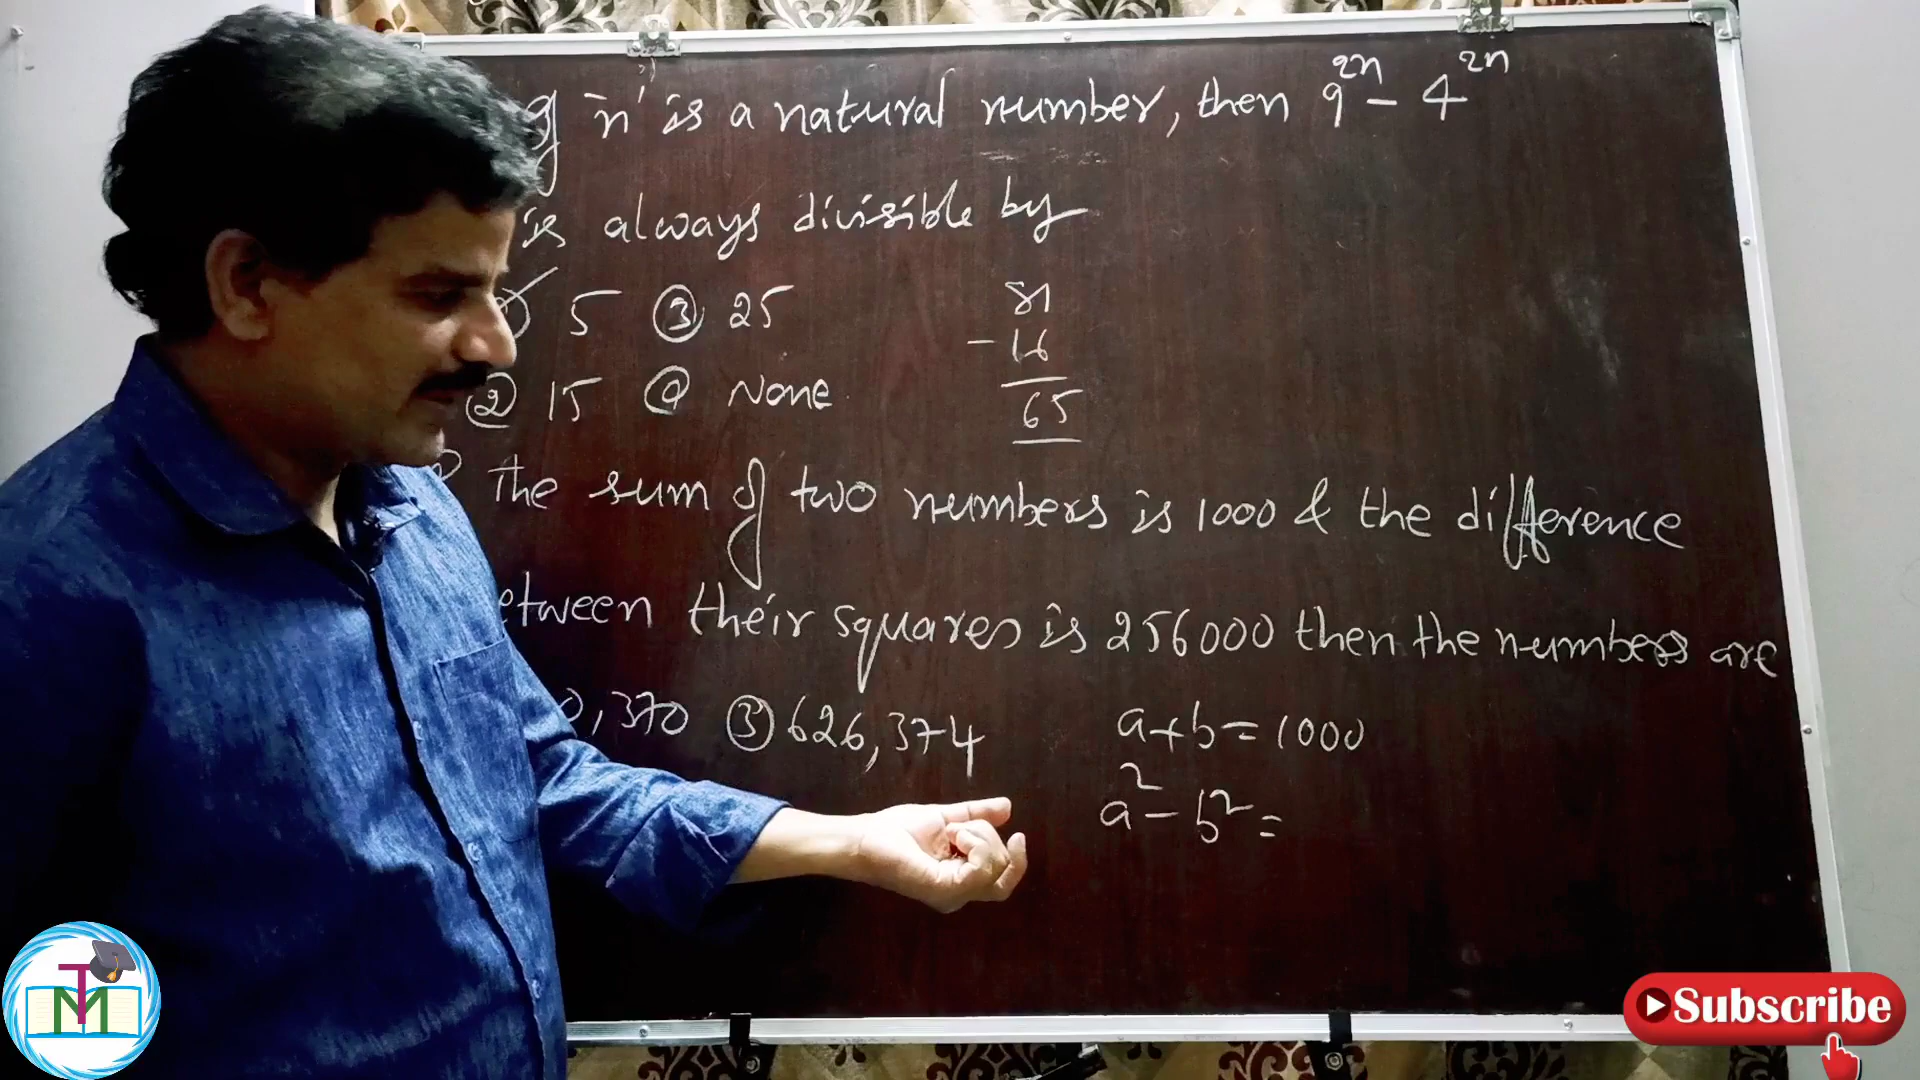 'n' is a natural number, then 9^2n - 4^2n
is always divisible by
5 ③ 25
② 15 ④ None
81
- 16
65
The sum of two numbers is 1000 & the difference
etween their squares is 256000 then the numbers are
0,370 ③ 626,374
a+b=1000
a²-b²=
TM
Subscribe